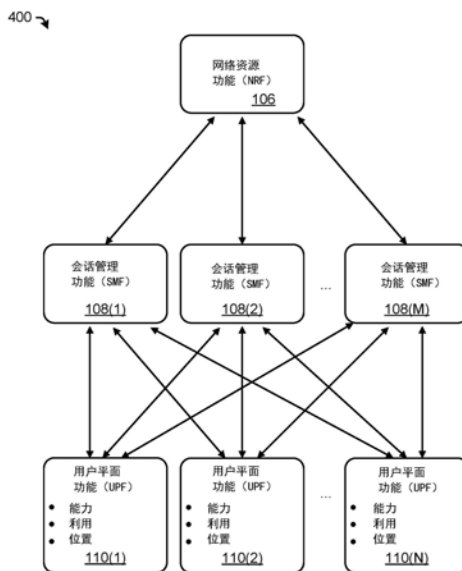 400
网络资源
功能（NRF）
106
会话管理
功能（SMF）
108(1)
会话管理
功能（SMF）
108(2)
...
会话管理
功能（SMF）
108(M)
用户平面
功能（UPF）
• 能力
• 利用
• 位置
110(1)
用户平面
功能（UPF）
• 能力
• 利用
• 位置
110(2)
...
用户平面
功能（UPF）
• 能力
• 利用
• 位置
110(N)